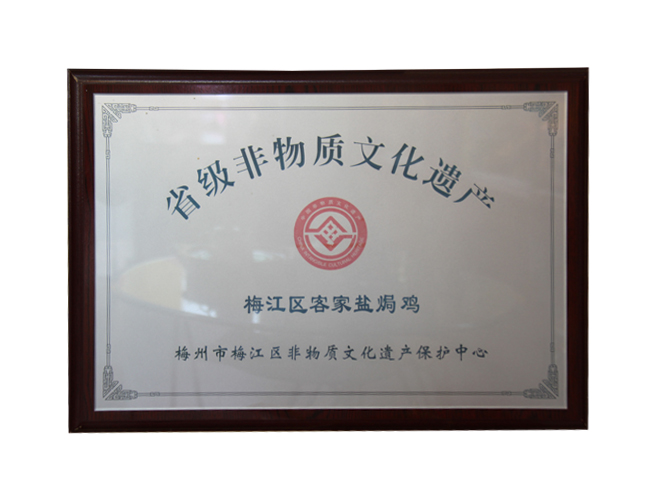 省级非物质文化遗产
梅江区客家盐焗鸡
梅州市梅江区非物质文化遗产保护中心